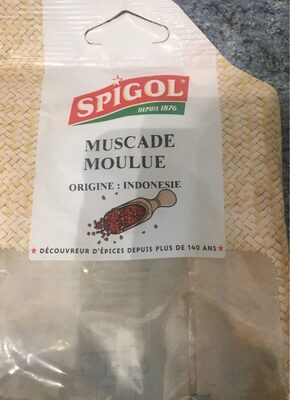 SPIGOL
DEPUIS 1876
MUSCADE
MOULUE
ORIGINE : INDONESIE
★ DÉCOUVREUR D'ÉPICES DEPUIS PLUS DE 140 ANS ★